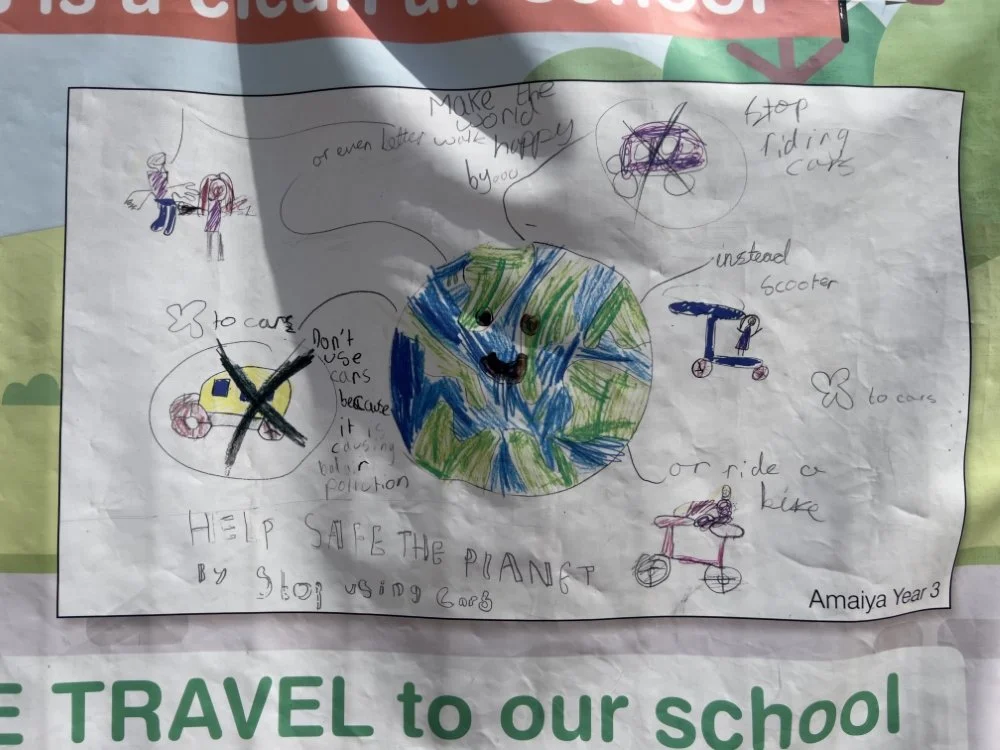 is a clean air school
Make the
world
happy
by ooo
or even better walk
Stop
riding
cars
instead
scooter
to cars
to cars
Don't
use
cars
because
it is
causing
pollution
or ride a
bike
HELP SAFE THE PLANET
BY Stop using Cars
Amaiya Year 3
E TRAVEL to our school